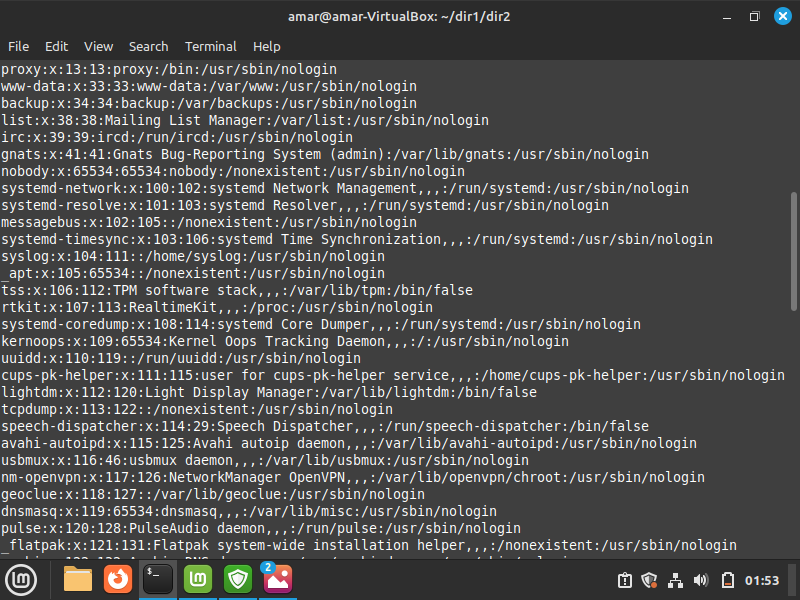 amar@amar-VirtualBox: ~/dir1/dir2
File Edit View Search Terminal Help
proxy:x:13:13:proxy:/bin:/usr/sbin/nologin
www-data:x:33:33:www-data:/var/www:/usr/sbin/nologin
backup:x:34:34:backup:/var/backups:/usr/sbin/nologin
list:x:38:38:Mailing List Manager:/var/list:/usr/sbin/nologin
irc:x:39:39:ircd:/run/ircd:/usr/sbin/nologin
gnats:x:41:41:Gnats Bug-Reporting System (admin):/var/lib/gnats:/usr/sbin/nologin
nobody:x:65534:65534:nobody:/nonexistent:/usr/sbin/nologin
systemd-network:x:100:102:systemd Network Management,,,:/run/systemd:/usr/sbin/nologin
systemd-resolve:x:101:103:systemd Resolver,,,:/run/systemd:/usr/sbin/nologin
messagebus:x:102:105::/nonexistent:/usr/sbin/nologin
systemd-timesync:x:103:106:systemd Time Synchronization,,,:/run/systemd:/usr/sbin/nologin
syslog:x:104:111::/home/syslog:/usr/sbin/nologin
_apt:x:105:65534::/nonexistent:/usr/sbin/nologin
tss:x:106:112:TPM software stack,,,:/var/lib/tpm:/bin/false
rtkit:x:107:113:RealtimeKit,,,:/proc:/usr/sbin/nologin
systemd-coredump:x:108:114:systemd Core Dumper,,,:/run/systemd:/usr/sbin/nologin
kernoops:x:109:65534:Kernel Oops Tracking Daemon,,,:/:/usr/sbin/nologin
uuidd:x:110:119::/run/uuidd:/usr/sbin/nologin
cups-pk-helper:x:111:115:user for cups-pk-helper service,,,:/home/cups-pk-helper:/usr/sbin/nologin
lightdm:x:112:120:Light Display Manager:/var/lib/lightdm:/bin/false
tcpdump:x:113:122::/nonexistent:/usr/sbin/nologin
speech-dispatcher:x:114:29:Speech Dispatcher,,,:/run/speech-dispatcher:/bin/false
avahi-autoipd:x:115:125:Avahi autoip daemon,,,:/var/lib/avahi-autoipd:/usr/sbin/nologin
usbmux:x:116:46:usbmux daemon,,,:/var/lib/usbmux:/usr/sbin/nologin
nm-openvpn:x:117:126:NetworkManager OpenVPN,,,:/var/lib/openvpn/chroot:/usr/sbin/nologin
geoclue:x:118:127::/var/lib/geoclue:/usr/sbin/nologin
dnsmasq:x:119:65534:dnsmasq,,,:/var/lib/misc:/usr/sbin/nologin
pulse:x:120:128:PulseAudio daemon,,,:/run/pulse:/usr/sbin/nologin
_flatpak:x:121:131:Flatpak system-wide installation helper,,,:/nonexistent:/usr/sbin/nologin
2
01:53